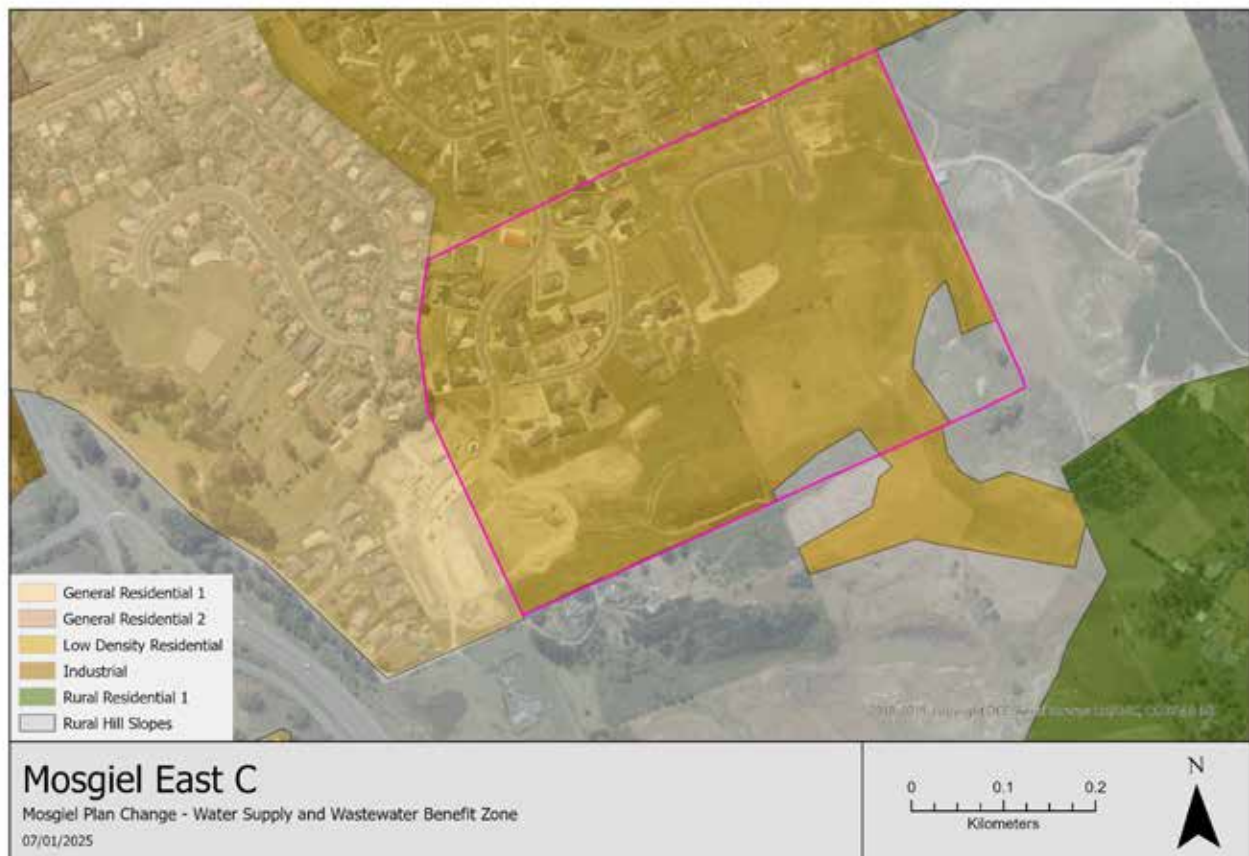 General Residential 1
General Residential 2
Low Density Residential
Industrial
Rural Residential 1
Rural Hill Slopes
Mosgiel East C
Mosgiel Plan Change - Water Supply and Wastewater Benefit Zone
07/01/2025
0 0.1 0.2
Kilometers
N